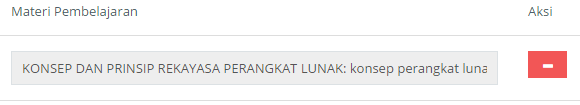 Materi Pembelajaran Aksi
KONSEP DAN PRINSIP REKAYASA PERANGKAT LUNAK: konsep perangkat luna